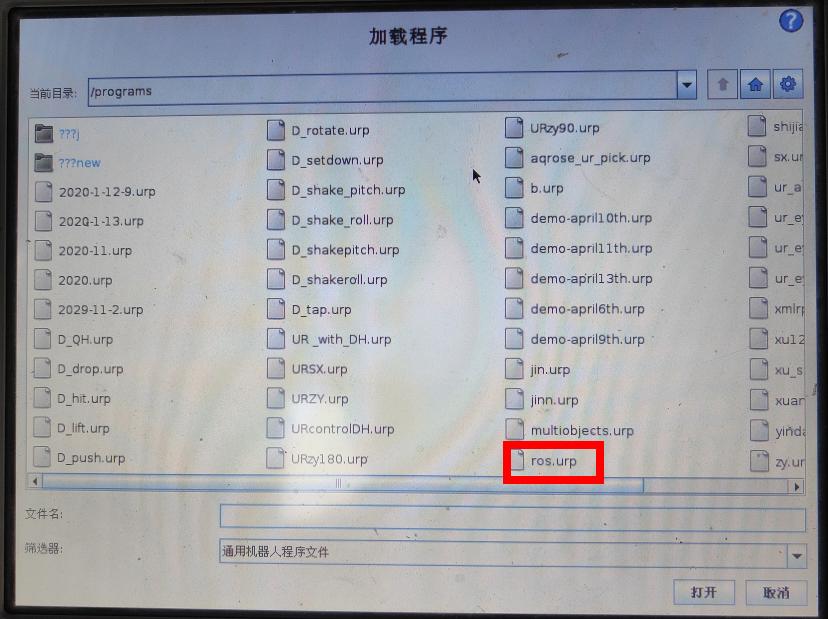 加载程序
?
当前目录: /programs
???j
???new
2020-1-12-9.urp
2020-1-13.urp
2020-11.urp
2020.urp
2029-11-2.urp
D_QH.urp
D_drop.urp
D_hit.urp
D_lift.urp
D_push.urp
D_rotate.urp
D_setdown.urp
D_shake_pitch.urp
D_shake_roll.urp
D_shakepitch.urp
D_shakeroll.urp
D_tap.urp
UR _with_DH.urp
URSX.urp
URZY.urp
URcontrolDH.urp
URzy180.urp
URzy90.urp
aqrose_ur_pick.urp
b.urp
demo-april10th.urp
demo-april11th.urp
demo-april13th.urp
demo-april6th.urp
demo-april9th.urp
jin.urp
jinn.urp
multiobjects.urp
ros.urp
shijia
sx.ur
ur_a
ur_e
ur_e
ur_e
xmlrp
xu12
xu_s
xuar
yinda
zy.ur
文件名:
筛选器: 通用机器人程序文件
打开 取消